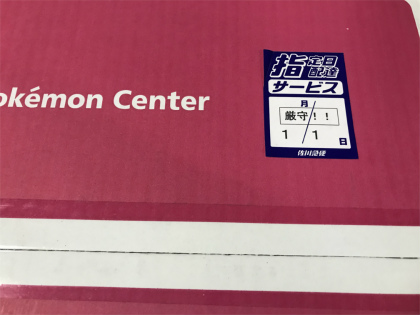 okémon Center
指定日
配達
サービス
月
厳守!!
1/1
日
佐川急便